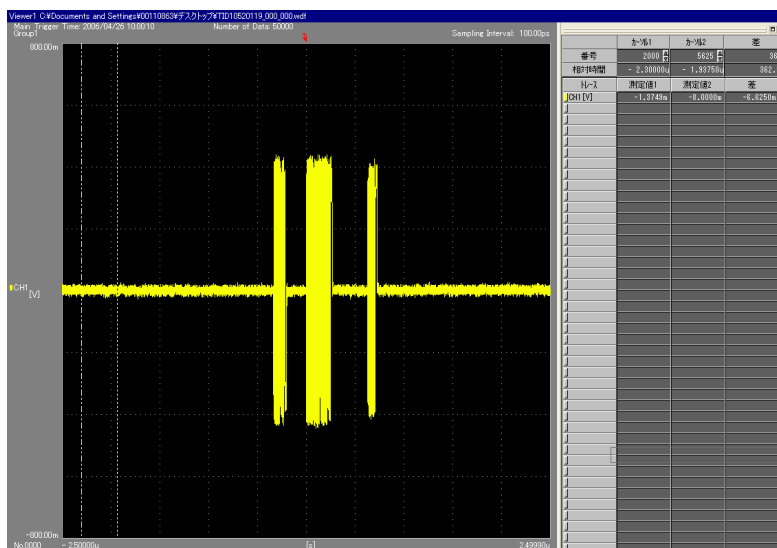 Viewer1 C:¥Documents and Settings¥00110863¥デスクトップ¥TID10520119_000_000.wdf
Main Trigger Time: 2006/04/26 10:00:10 Number of Data: 50000
Group1 Sampling Interval: 100.00ps
800.00m
CH1
[V]
-800.00m
No.0000 - 2.50000u [s] 2.49990u
カーソル1 カーソル2 差
番号 2000 5625 36
相対時間 - 2.30000u - 1.93750u 362.
トレース 測定値1 測定値2 差
CH1[V] -1.3749m -8.0000m -6.6250m